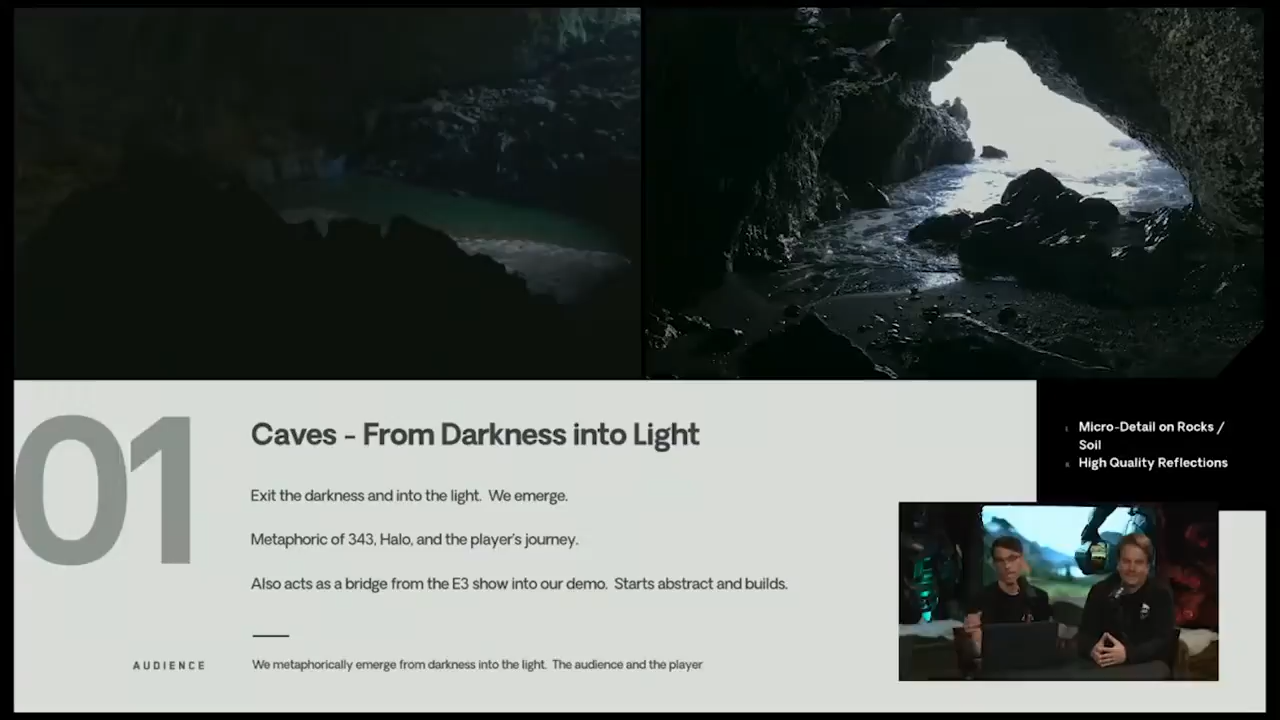 01
Caves - From Darkness into Light
Exit the darkness and into the light. We emerge.
Metaphoric of 343, Halo, and the player's journey.
Also acts as a bridge from the E3 show into our demo. Starts abstract and builds.
AUDIENCE
We metaphorically emerge from darkness into the light. The audience and the player
I. Micro-Detail on Rocks /
Soil
II. High Quality Reflections